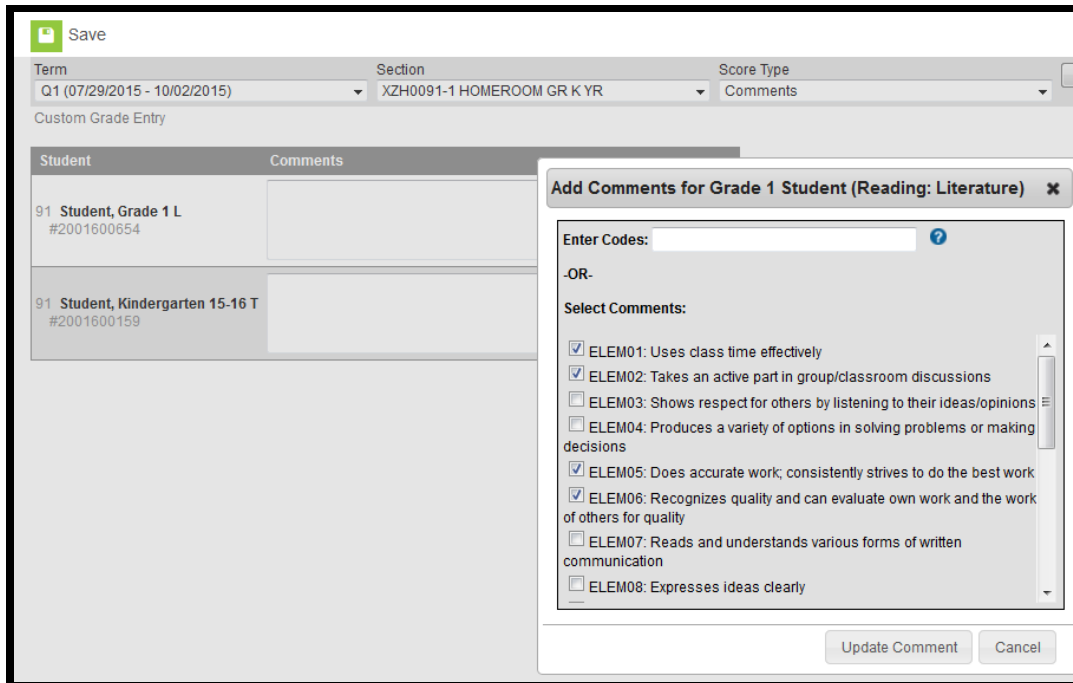 Save
Term Section Score Type
Q1 (07/29/2015 - 10/02/2015) XZH0091-1 HOMEROOM GR K YR Comments
Custom Grade Entry
Student Comments
91 Student, Grade 1 L
#2001600654
91 Student, Kindergarten 15-16 T
#2001600159
Add Comments for Grade 1 Student (Reading: Literature)
Enter Codes:
-OR-
Select Comments:
ELEM01: Uses class time effectively
ELEM02: Takes an active part in group/classroom discussions
ELEM03: Shows respect for others by listening to their ideas/opinions
ELEM04: Produces a variety of options in solving problems or making
decisions
ELEM05: Does accurate work; consistently strives to do the best work
ELEM06: Recognizes quality and can evaluate own work and the work
of others for quality
ELEM07: Reads and understands various forms of written
communication
ELEM08: Expresses ideas clearly
Update Comment Cancel